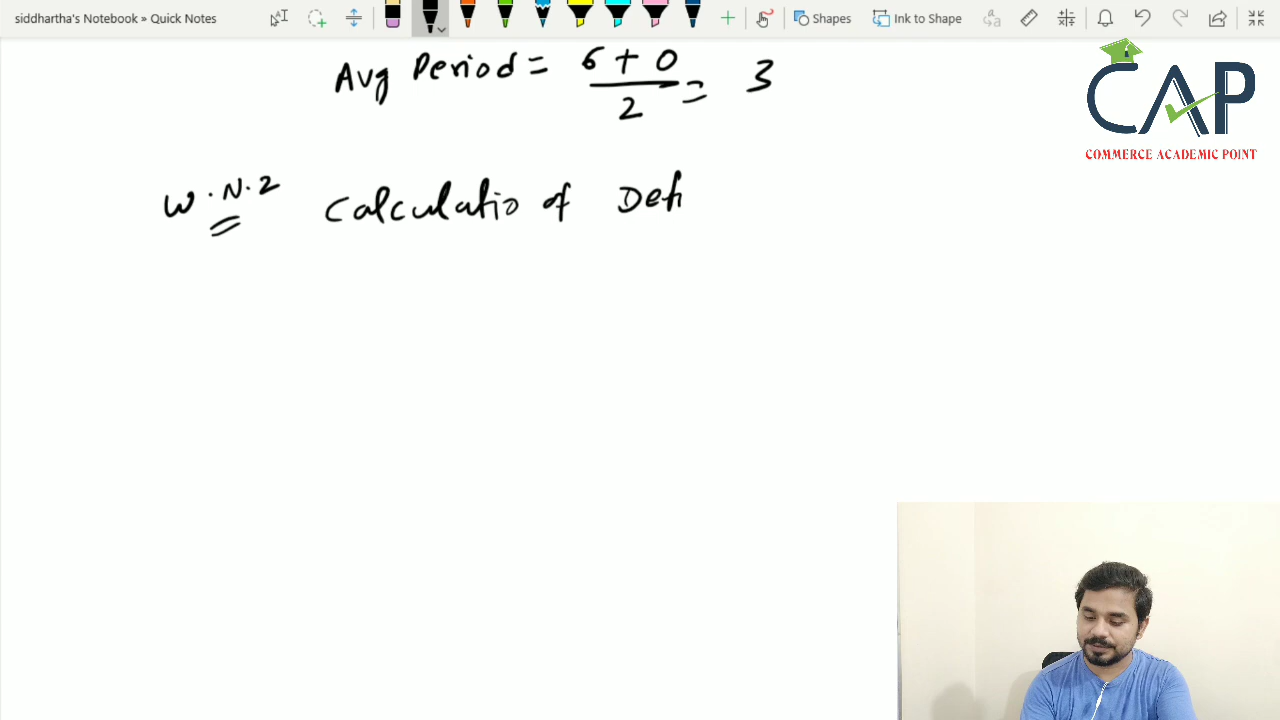 siddhartha's Notebook » Quick Notes
Shapes
Ink to Shape
CAP
COMMERCE ACADEMIC POINT
Avg Period = 6 + 0 / 2 = 3
W.N.2 Calculatio of Defi